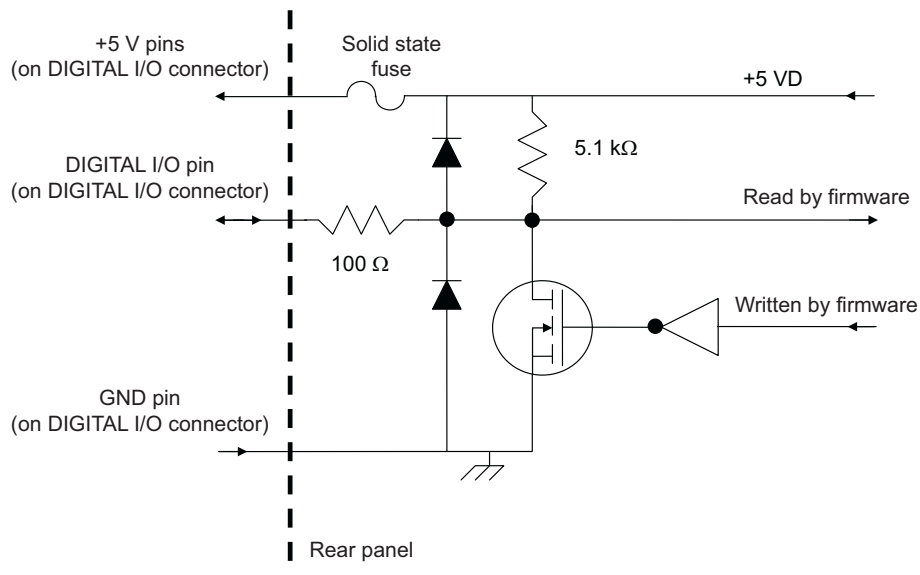 +5 V pins
(on DIGITAL I/O connector)
Solid state
fuse
+5 VD
5.1 kΩ
DIGITAL I/O pin
(on DIGITAL I/O connector)
Read by firmware
100 Ω
Written by firmware
GND pin
(on DIGITAL I/O connector)
Rear panel